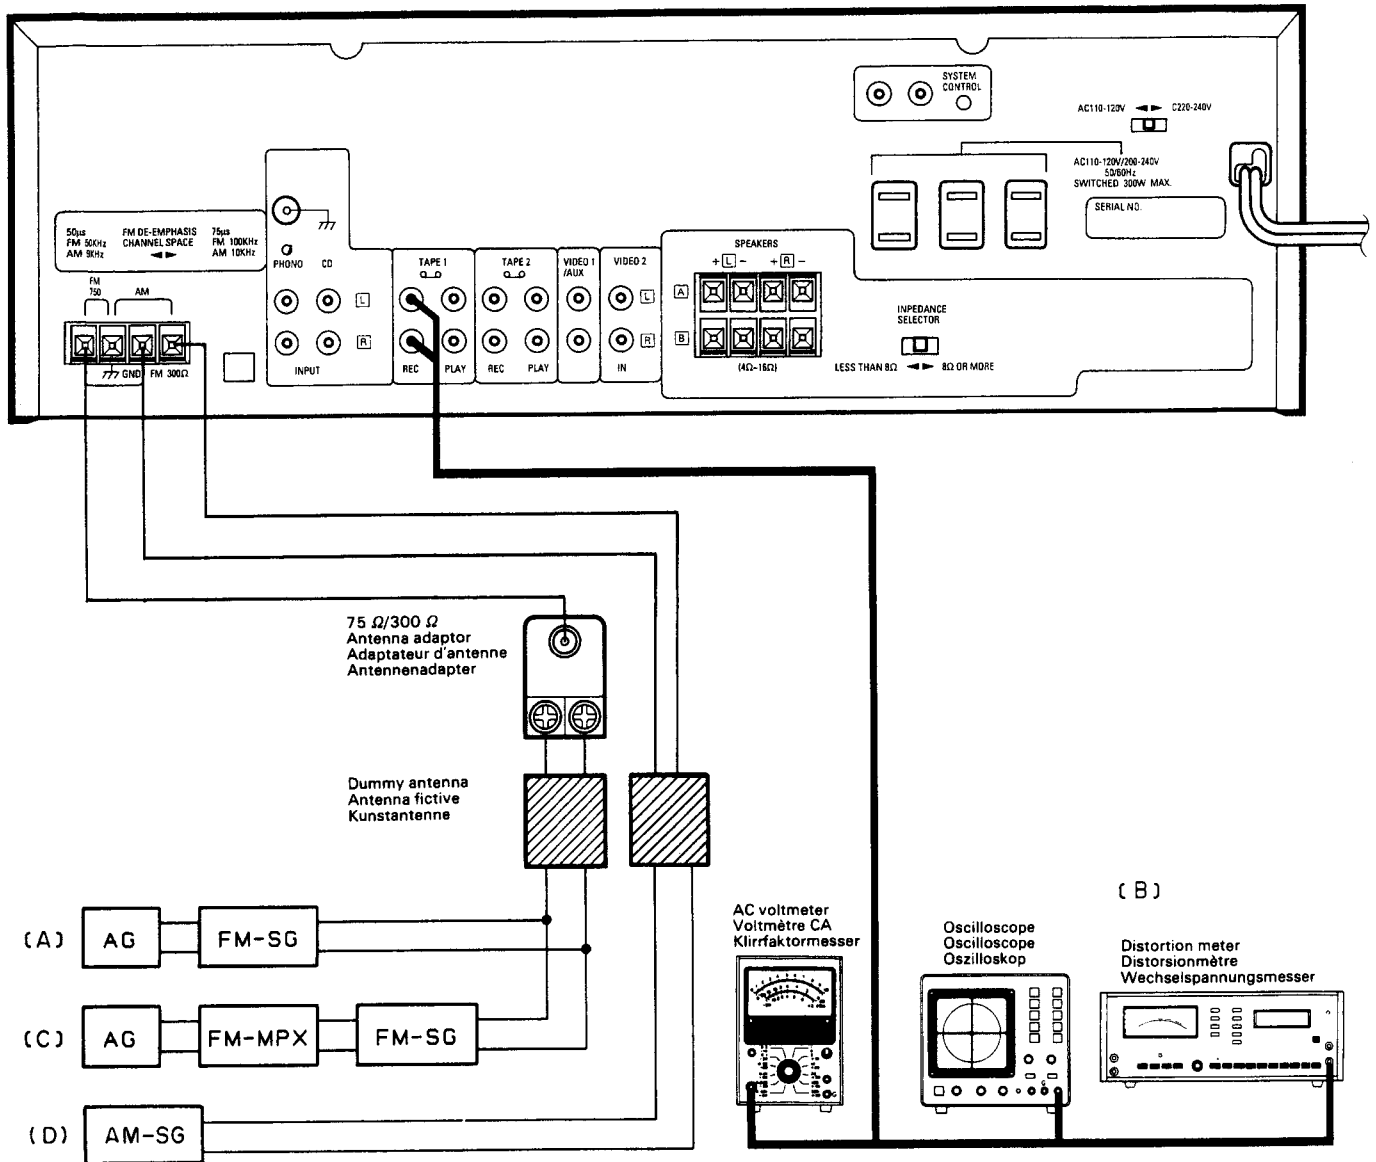 SYSTEM
CONTROL
AC110-120V ◄► C220-240V
AC110-120V/200-240V
50/60Hz
SWITCHED 300W MAX.
SERIAL NO.
50µs FM DE-EMPHASIS 75µs
FM 50KHz CHANNEL SPACE FM 100KHz
AM 9KHz ◄► AM 10KHz
FM
750
AM
GND FM 300Ω
PHONO CD
L
R
INPUT
TAPE 1
REC PLAY
TAPE 2
REC PLAY
VIDEO 1
/AUX
VIDEO 2
L
R
IN
SPEAKERS
+ L - + R -
A
B
(4Ω-16Ω)
IMPEDANCE
SELECTOR
LESS THAN 8Ω ◄► 8Ω OR MORE
75 Ω/300 Ω
Antenna adaptor
Adaptateur d'antenne
Antennenadapter
Dummy antenna
Antenna fictive
Kunstantenne
(A) AG FM-SG
(C) AG FM-MPX FM-SG
(D) AM-SG
AC voltmeter
Voltmètre CA
Klirrfaktormesser
Oscilloscope
Oscilloscope
Oszilloskop
(B)
Distortion meter
Distorsionmètre
Wechselspannungsmesser